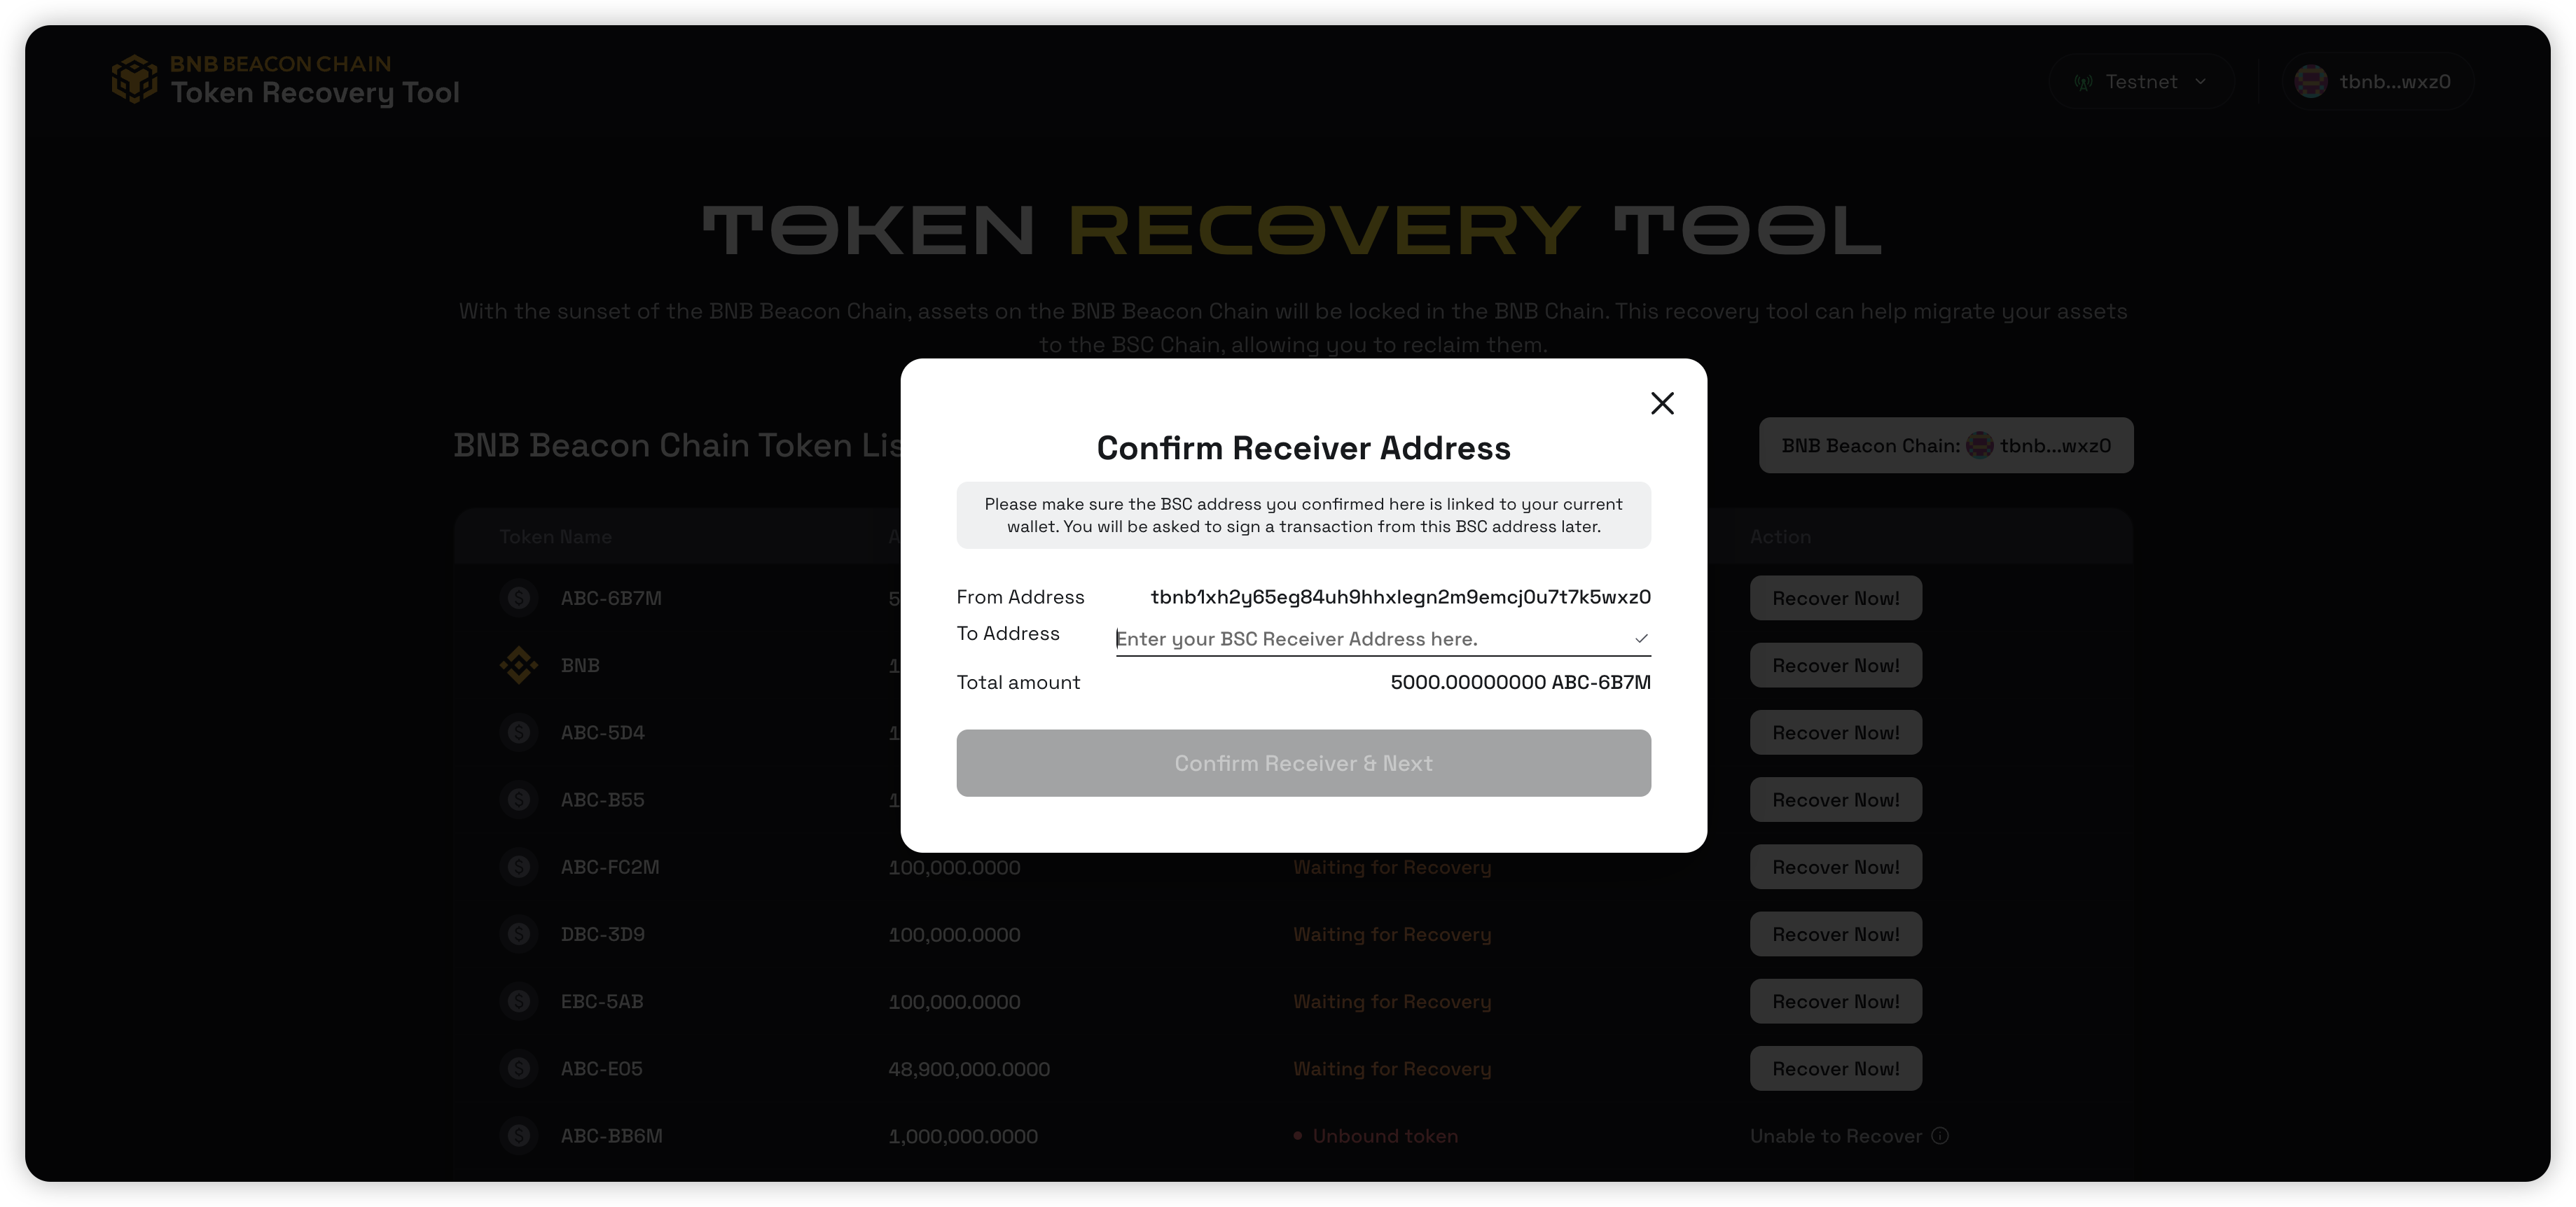 BNB BEACON CHAIN
Token Recovery Tool
Testnet
tbnb...wxz0
TOKEN RECOVERY TOOL
With the sunset of the BNB Beacon Chain, assets on the BNB Beacon Chain will be locked in the BNB Chain. This recovery tool can help migrate your assets
to the BSC Chain, allowing you to reclaim them.
BNB Beacon Chain Token Lis
BNB Beacon Chain: tbnb...wxz0
Confirm Receiver Address
Please make sure the BSC address you confirmed here is linked to your current
wallet. You will be asked to sign a transaction from this BSC address later.
From Address tbnb1xh2y65eg84uh9hhxlegn2m9emcj0u7t7k5wxz0
To Address Enter your BSC Receiver Address here.
Total amount 5000.00000000 ABC-6B7M
Confirm Receiver & Next
Token Name A Action
ABC-6B7M 5 Recover Now!
BNB 1 Recover Now!
ABC-5D4 1 Recover Now!
ABC-B55 1 Recover Now!
ABC-FC2M 100,000.0000 Waiting for Recovery Recover Now!
DBC-3D9 100,000.0000 Waiting for Recovery Recover Now!
EBC-5AB 100,000.0000 Waiting for Recovery Recover Now!
ABC-E05 48,900,000.0000 Waiting for Recovery Recover Now!
ABC-BB6M 1,000,000.0000 Unbound token Unable to Recover